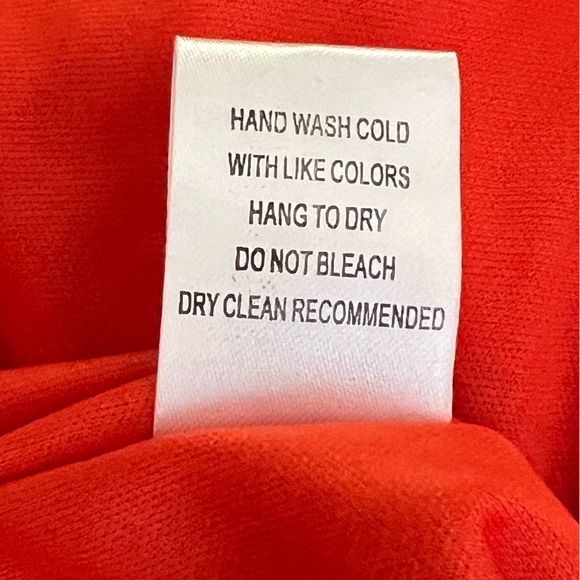 HAND WASH COLD
WITH LIKE COLORS
HANG TO DRY
DO NOT BLEACH
DRY CLEAN RECOMMENDED